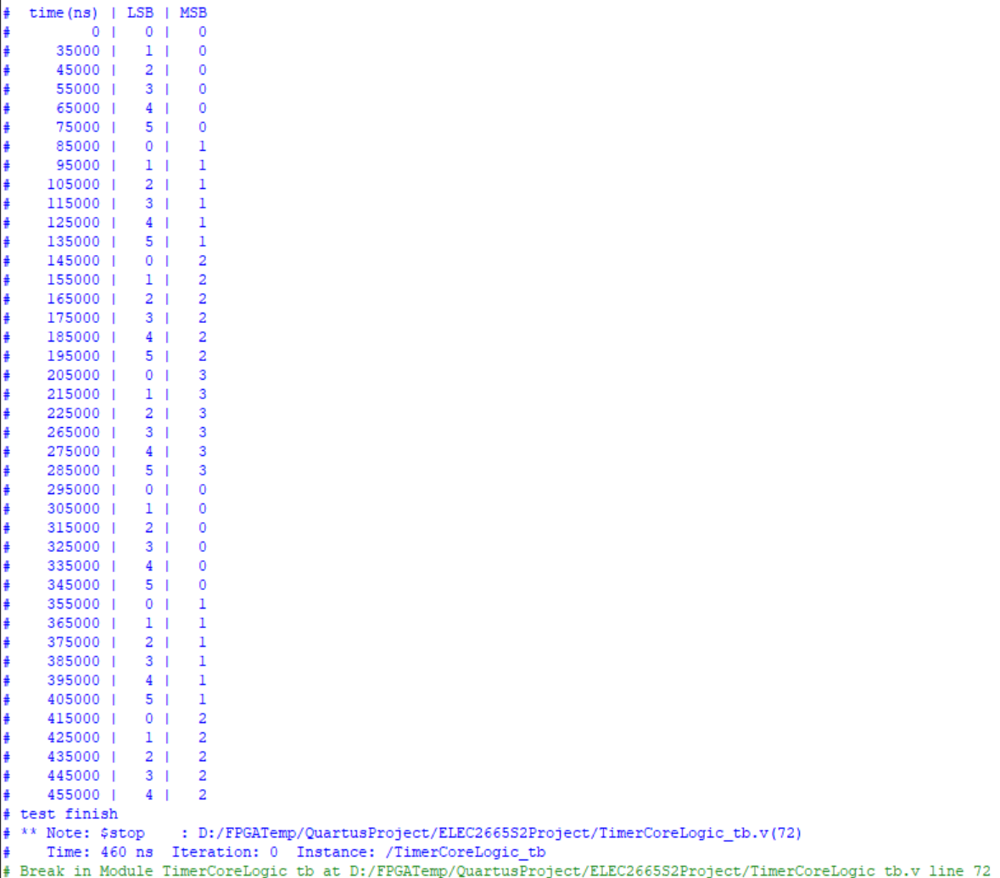 #  time(ns) | LSB | MSB
#         0 |   0 |   0
#     35000 |   1 |   0
#     45000 |   2 |   0
#     55000 |   3 |   0
#     65000 |   4 |   0
#     75000 |   5 |   0
#     85000 |   0 |   1
#     95000 |   1 |   1
#    105000 |   2 |   1
#    115000 |   3 |   1
#    125000 |   4 |   1
#    135000 |   5 |   1
#    145000 |   0 |   2
#    155000 |   1 |   2
#    165000 |   2 |   2
#    175000 |   3 |   2
#    185000 |   4 |   2
#    195000 |   5 |   2
#    205000 |   0 |   3
#    215000 |   1 |   3
#    225000 |   2 |   3
#    265000 |   3 |   3
#    275000 |   4 |   3
#    285000 |   5 |   3
#    295000 |   0 |   0
#    305000 |   1 |   0
#    315000 |   2 |   0
#    325000 |   3 |   0
#    335000 |   4 |   0
#    345000 |   5 |   0
#    355000 |   0 |   1
#    365000 |   1 |   1
#    375000 |   2 |   1
#    385000 |   3 |   1
#    395000 |   4 |   1
#    405000 |   5 |   1
#    415000 |   0 |   2
#    425000 |   1 |   2
#    435000 |   2 |   2
#    445000 |   3 |   2
#    455000 |   4 |   2
# test finish
# ** Note: $stop    : D:/FPGATemp/QuartusProject/ELEC2665S2Project/TimerCoreLogic_tb.v(72)
#    Time: 460 ns  Iteration: 0  Instance: /TimerCoreLogic_tb
# Break in Module TimerCoreLogic_tb at D:/FPGATemp/QuartusProject/ELEC2665S2Project/TimerCoreLogic_tb.v line 72